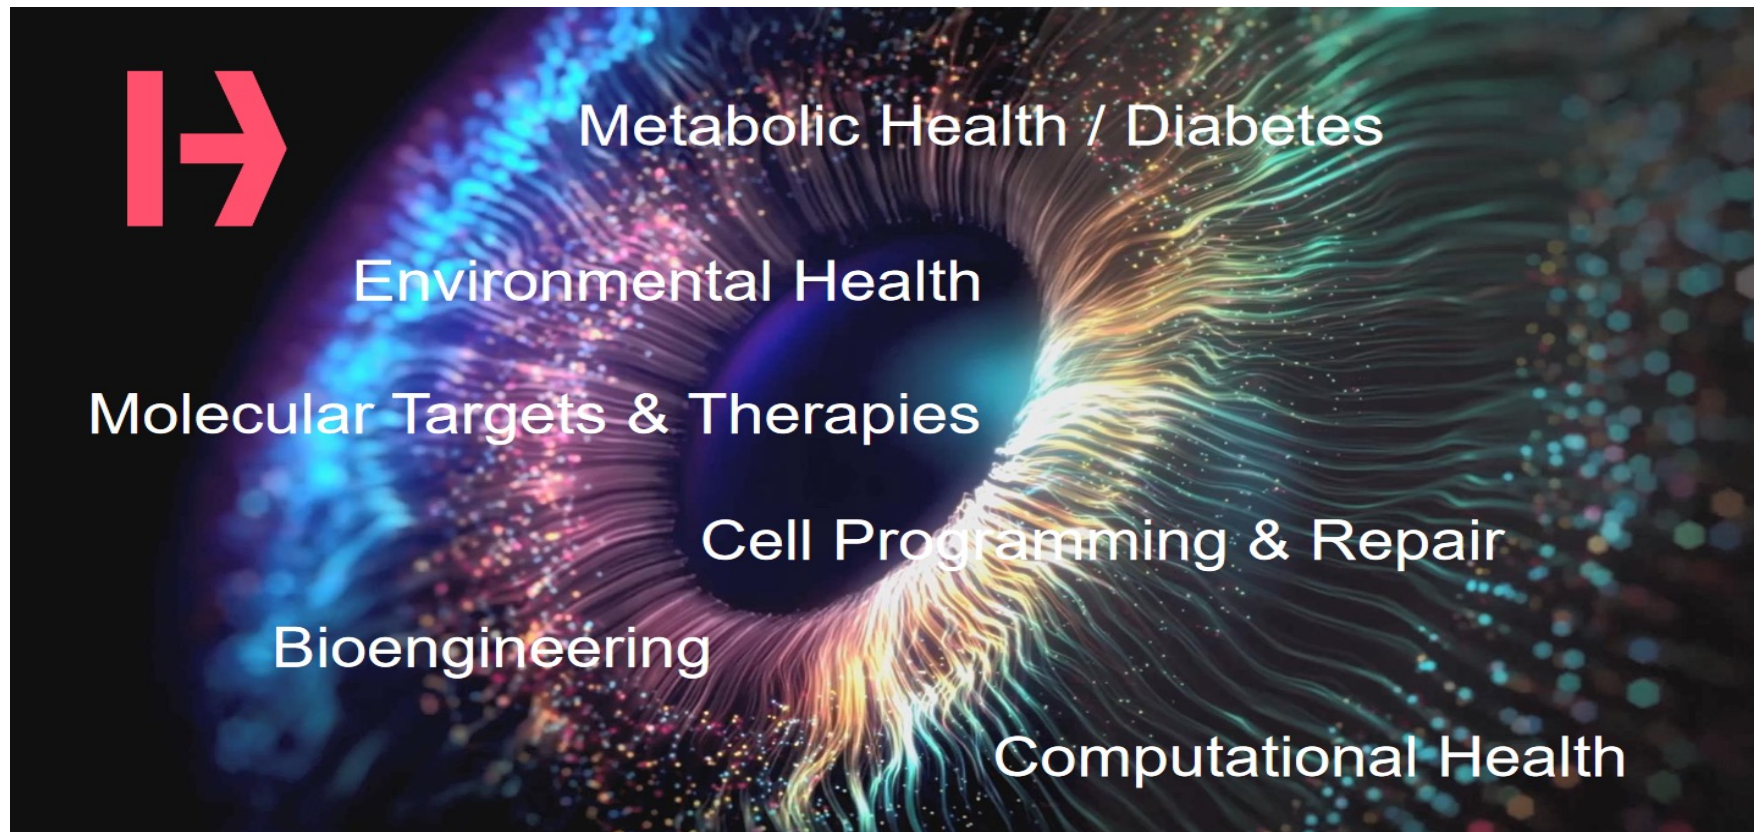 Metabolic Health / Diabetes
Environmental Health
Molecular Targets & Therapies
Cell Programming & Repair
Bioengineering
Computational Health